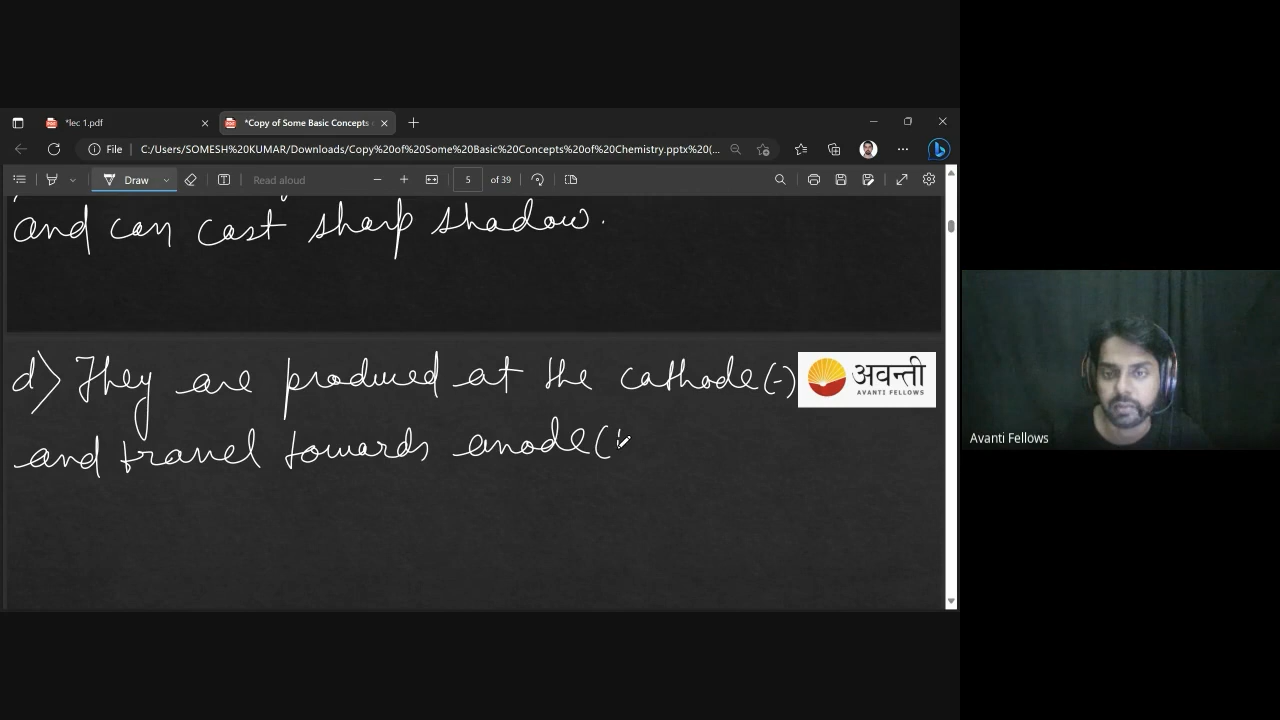 *lec 1.pdf
*Copy of Some Basic Concepts
File
C:/Users/SOMESH%20KUMAR/Downloads/Copy%20of%20Some%20Basic%20Concepts%20of%20Chemistry.pptx%20(...
Draw
Read aloud
5 of 39
and can cast sharp shadow.
d) They are produced at the cathode(-)
अवन्ती
AVANTI FELLOWS
and travel towards anode(
Avanti Fellows